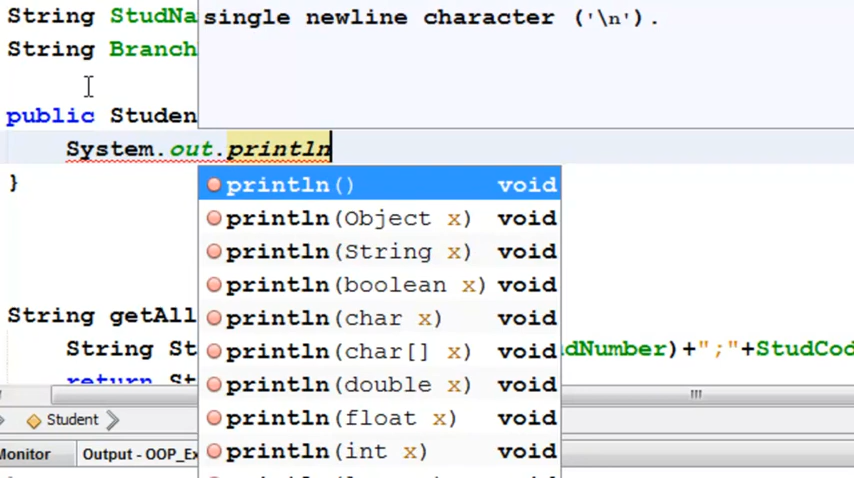 String StudNa
single newline character ('\n').
String Branch
public Studen
System.out.println
}
println() void
println(Object x) void
println(String x) void
println(boolean x) void
println(char x) void
println(char[] x) void
println(double x) void
println(float x) void
println(int x) void
String getAll
String St
dNumber)+";"+StudCod
return St
Student
Monitor
Output - OOP_Ex